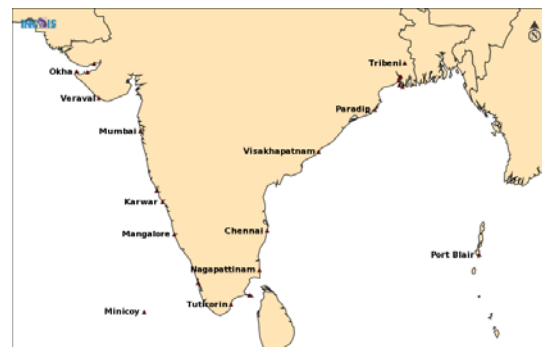 INCOIS
Tribeni
Okha
Veraval
Paradip
Mumbai
Visakhapatnam
Karwar
Mangalore
Chennai
Port Blair
Nagapattinam
Tuticorin
Minicoy